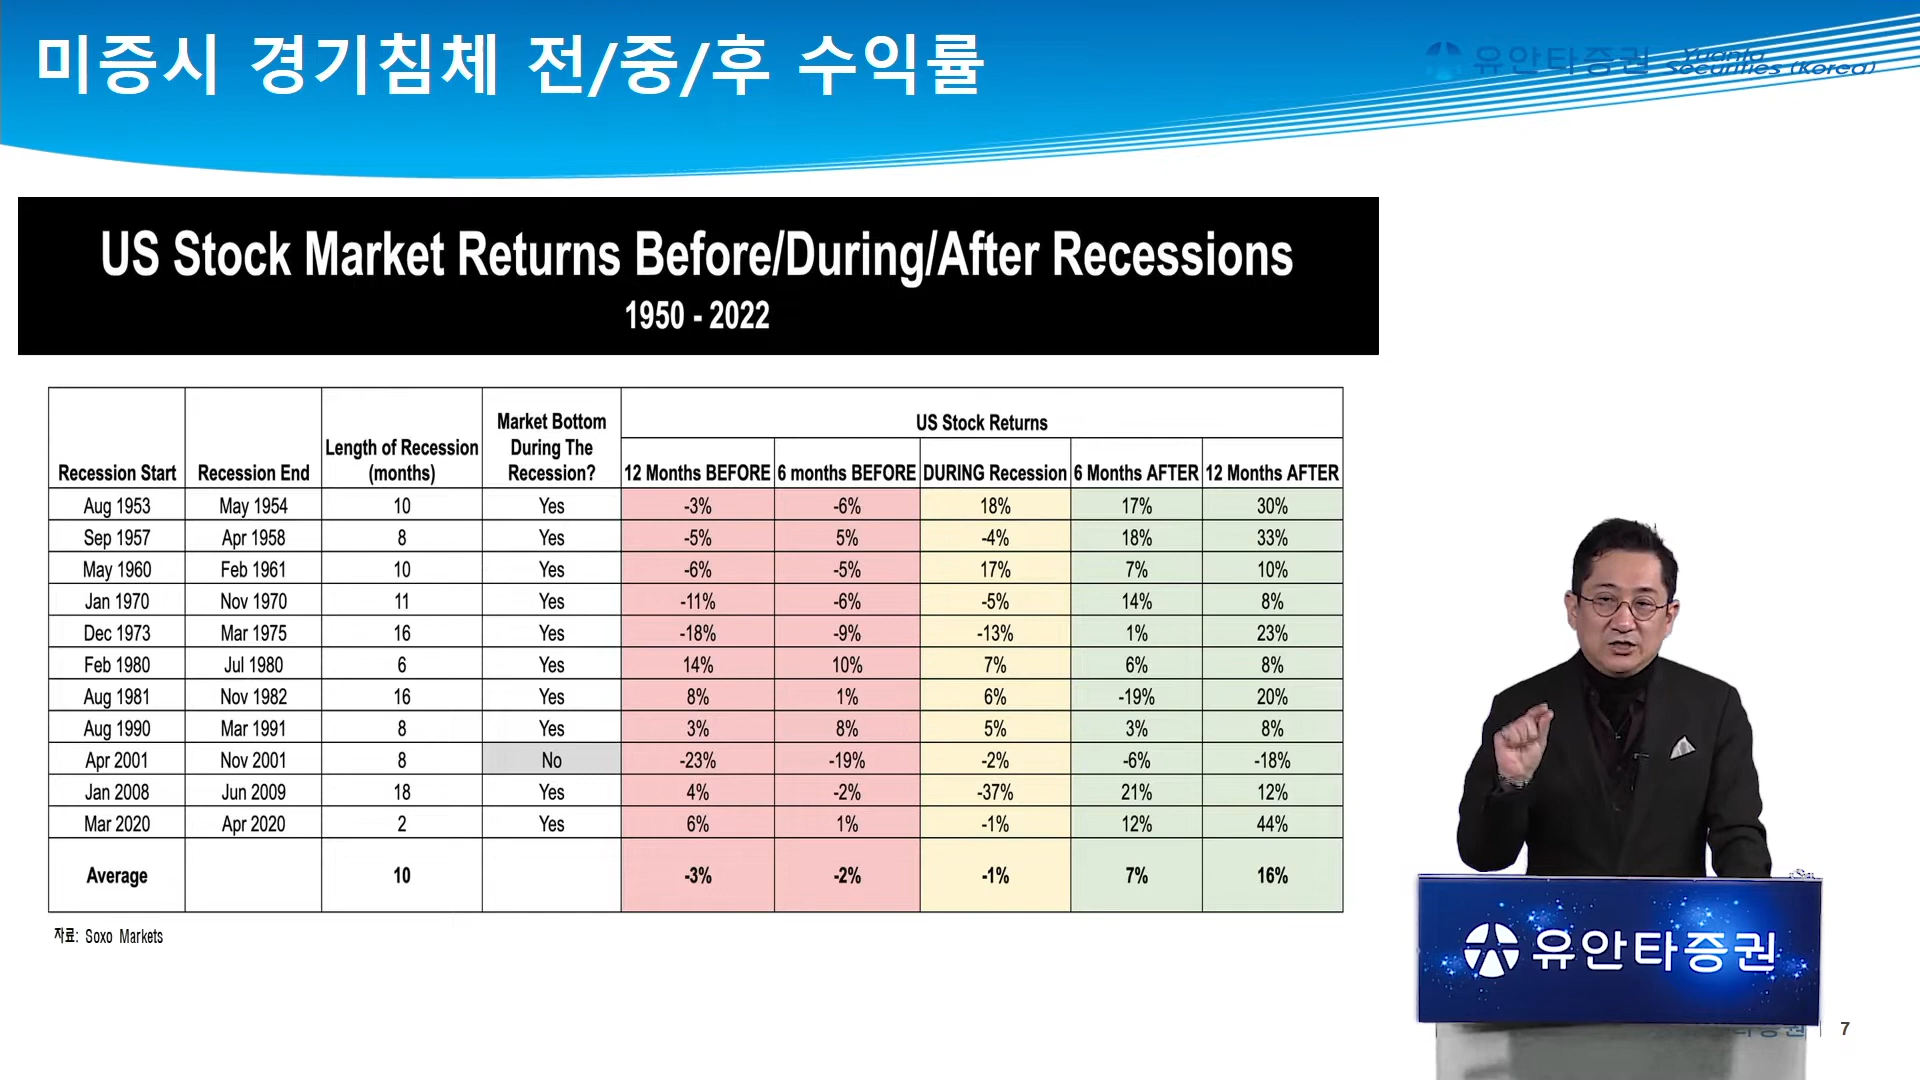 미증시 경기침체 전/중/후 수익률
유안타증권 Yuanta Securities (Korea)
US Stock Market Returns Before/During/After Recessions
1950 - 2022
Recession Start Recession End Length of Recession (months) Market Bottom During The Recession? US Stock Returns
12 Months BEFORE 6 months BEFORE DURING Recession 6 Months AFTER 12 Months AFTER
Aug 1953 May 1954 10 Yes -3% -6% 18% 17% 30%
Sep 1957 Apr 1958 8 Yes -5% 5% -4% 18% 33%
May 1960 Feb 1961 10 Yes -6% -5% 17% 7% 10%
Jan 1970 Nov 1970 11 Yes -11% -6% -5% 14% 8%
Dec 1973 Mar 1975 16 Yes -18% -9% -13% 1% 23%
Feb 1980 Jul 1980 6 Yes 14% 10% 7% 6% 8%
Aug 1981 Nov 1982 16 Yes 8% 1% 6% -19% 20%
Aug 1990 Mar 1991 8 Yes 3% 8% 5% 3% 8%
Apr 2001 Nov 2001 8 No -23% -19% -2% -6% -18%
Jan 2008 Jun 2009 18 Yes 4% -2% -37% 21% 12%
Mar 2020 Apr 2020 2 Yes 6% 1% -1% 12% 44%
Average 10 -3% -2% -1% 7% 16%
자료: Soxo Markets
유안타증권
7